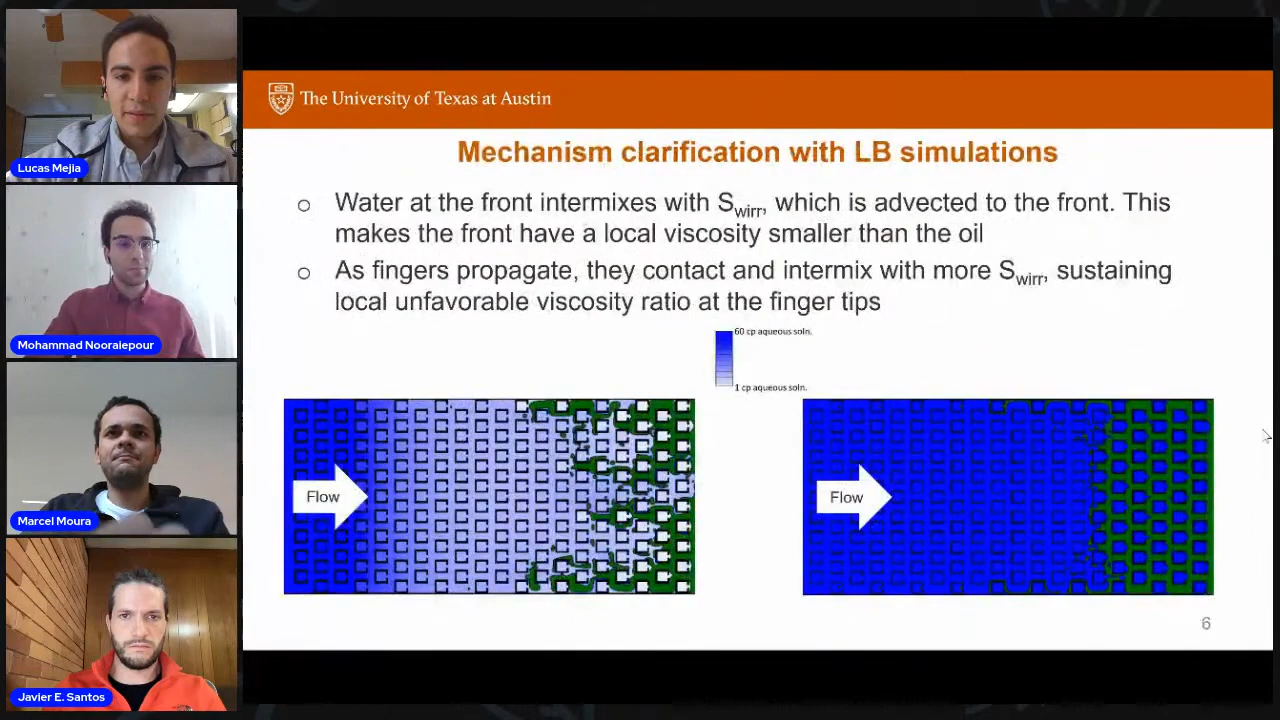 Lucas Mejia
Mohammad Nooraiepour
Marcel Moura
Javier E. Santos
The University of Texas at Austin
Mechanism clarification with LB simulations
Water at the front intermixes with Swirr, which is advected to the front. This
makes the front have a local viscosity smaller than the oil
As fingers propagate, they contact and intermix with more Swirr, sustaining
local unfavorable viscosity ratio at the finger tips
60 cp aqueous soln.
1 cp aqueous soln.
Flow
Flow
6